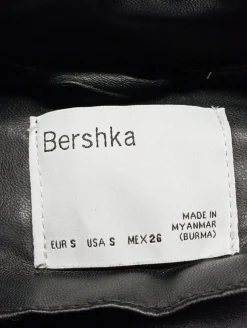 Bershka
MADE IN
MYANMAR
(BURMA)
EUR S USA S MEX 26